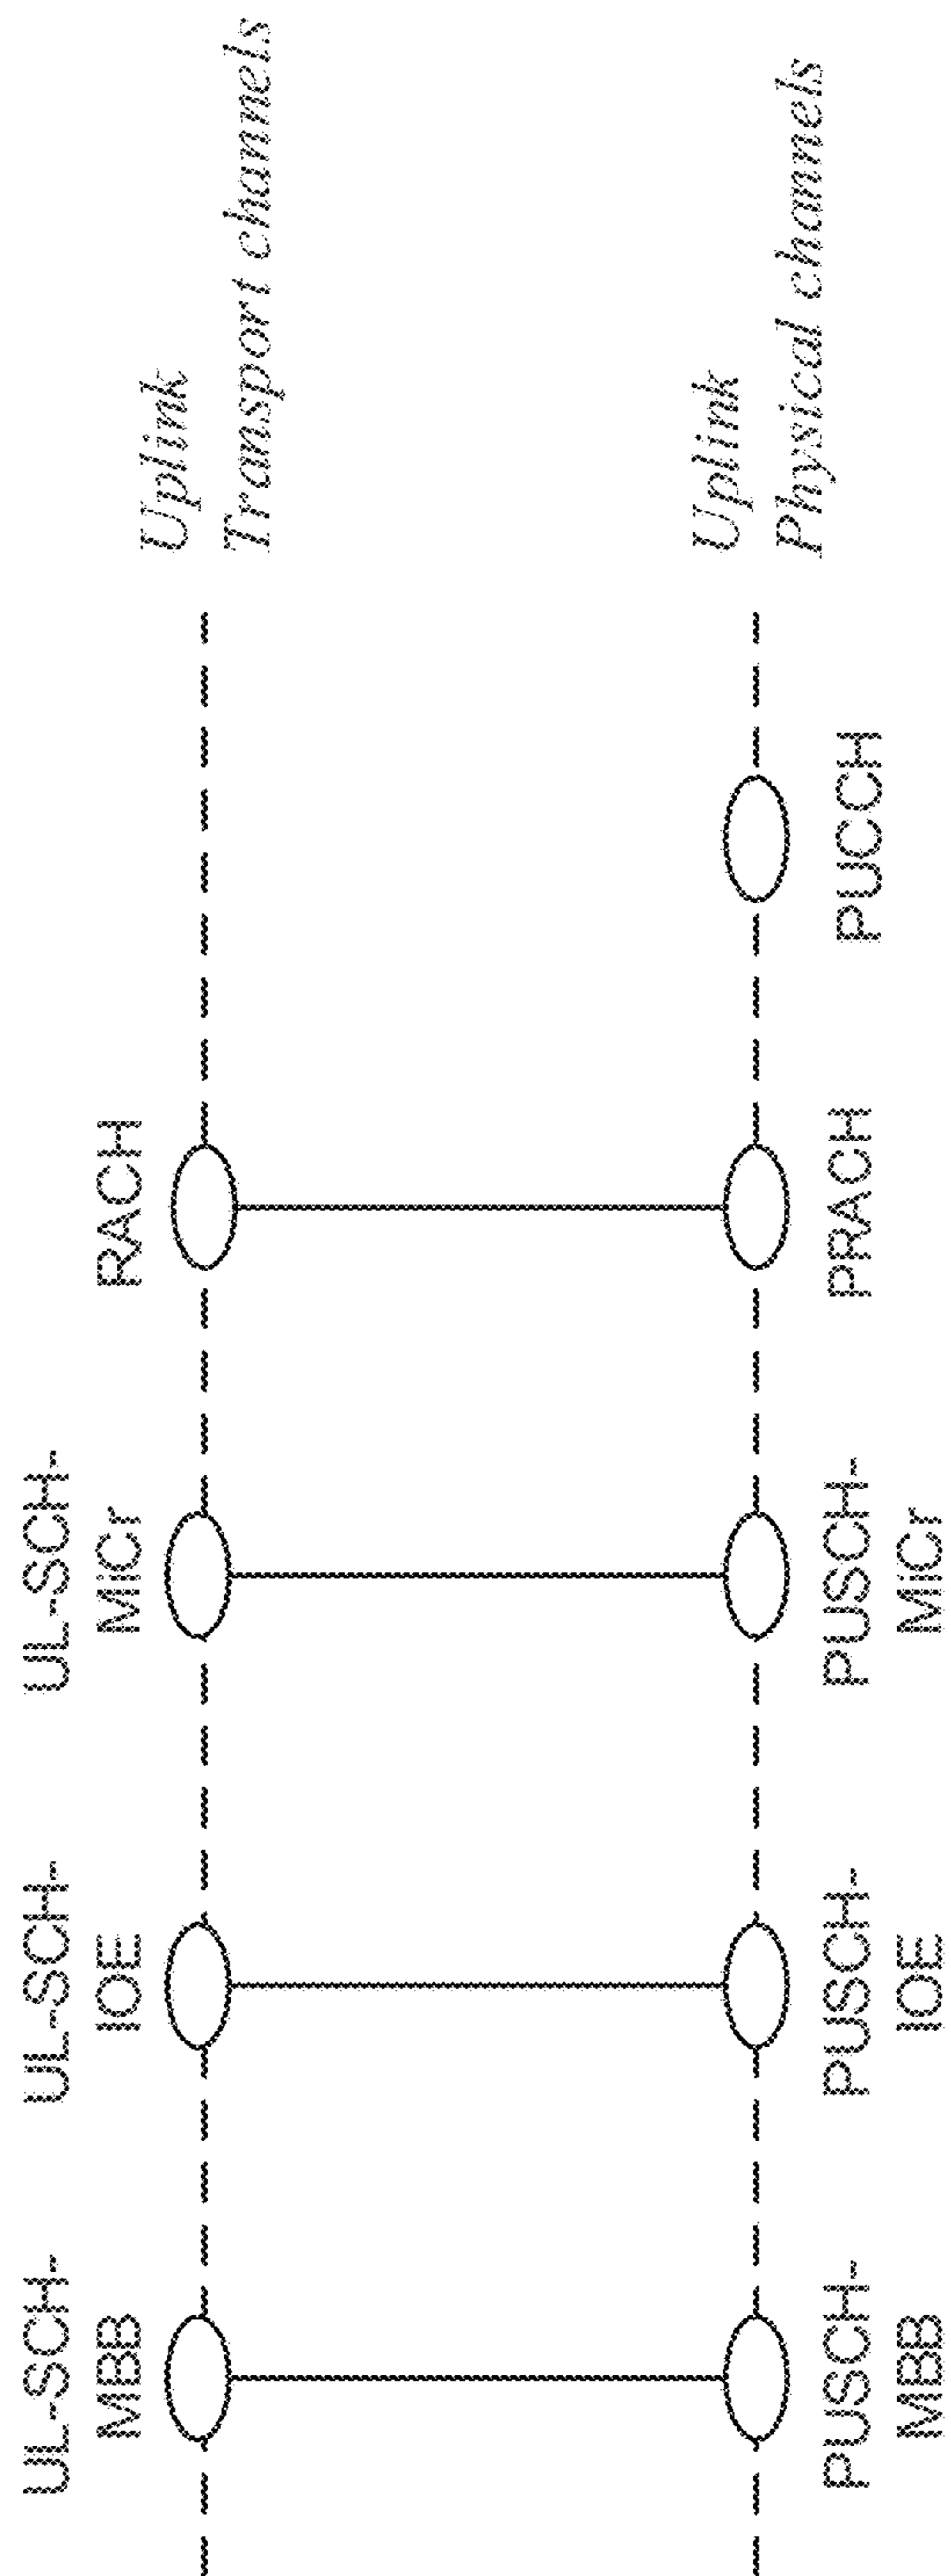 UL-SCH-
MBB
UL-SCH-
IOE
UL-SCH-
MiCr
RACH
Uplink
Transport channels
PUSCH-
MBB
PUSCH-
IOE
PUSCH-
MiCr
PRACH
PUCCH
Uplink
Physical channels